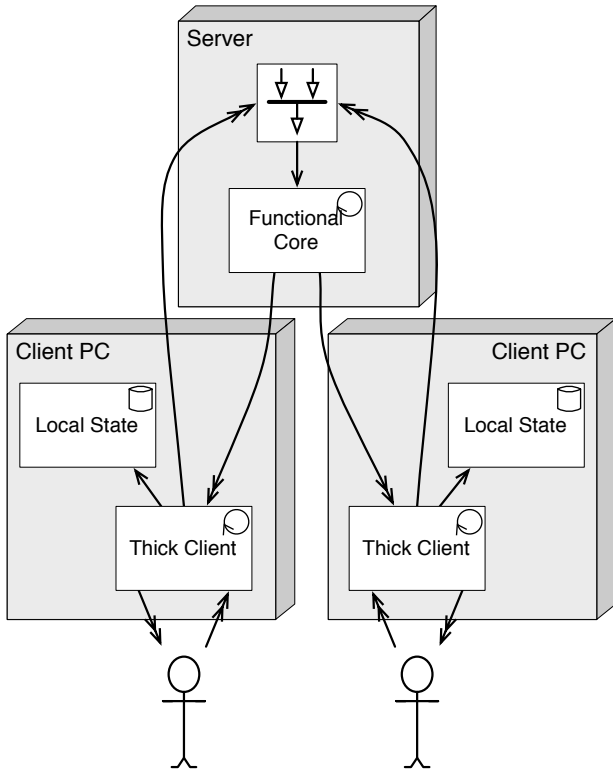 Server
Functional
Core
Client PC
Local State
Thick Client
Client PC
Local State
Thick Client